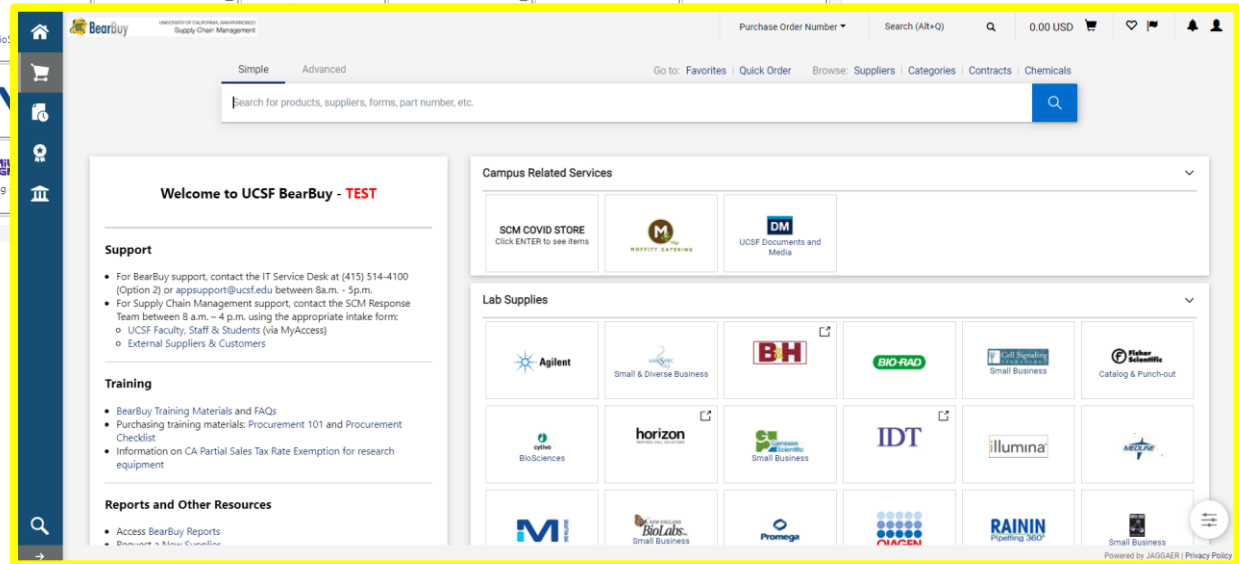 BearBuy
UNIVERSITY OF CALIFORNIA, SAN FRANCISCO
Supply Chain Management
Purchase Order Number
Search (Alt+Q)
0.00 USD
Simple
Advanced
Go to: Favorites | Quick Order Browse: Suppliers | Categories | Contracts | Chemicals
Search for products, suppliers, forms, part number, etc.
Welcome to UCSF BearBuy - TEST
Support
For BearBuy support, contact the IT Service Desk at (415) 514-4100
(Option 2) or appsupport@ucsf.edu between 8a.m. - 5p.m.
For Supply Chain Management support, contact the SCM Response
Team between 8 a.m. – 4 p.m. using the appropriate intake form:
UCSF Faculty, Staff & Students (via MyAccess)
External Suppliers & Customers
Training
BearBuy Training Materials and FAQs
Purchasing training materials: Procurement 101 and Procurement
Checklist
Information on CA Partial Sales Tax Rate Exemption for research
equipment
Reports and Other Resources
Access BearBuy Reports
Request a New Supplier
Campus Related Services
SCM COVID STORE
Click ENTER to see items
M
MOFFITT CATERING
DM
UCSF Documents and
Media
Lab Supplies
Agilent
Small & Diverse Business
B&H
BIO-RAD
Cell Signaling
TECHNOLOGY
Small Business
Fisher
Scientific
Catalog & Punch-out
cytiva
BioSciences
horizon
Genesee
Scientific
Small Business
IDT
illumina
MEDLINE
M
NEW ENGLAND
BioLabs
Small Business
Promega
QIAGEN
RAININ
Pipetting 360°
Small Business
Powered by JAGGAER | Privacy Policy